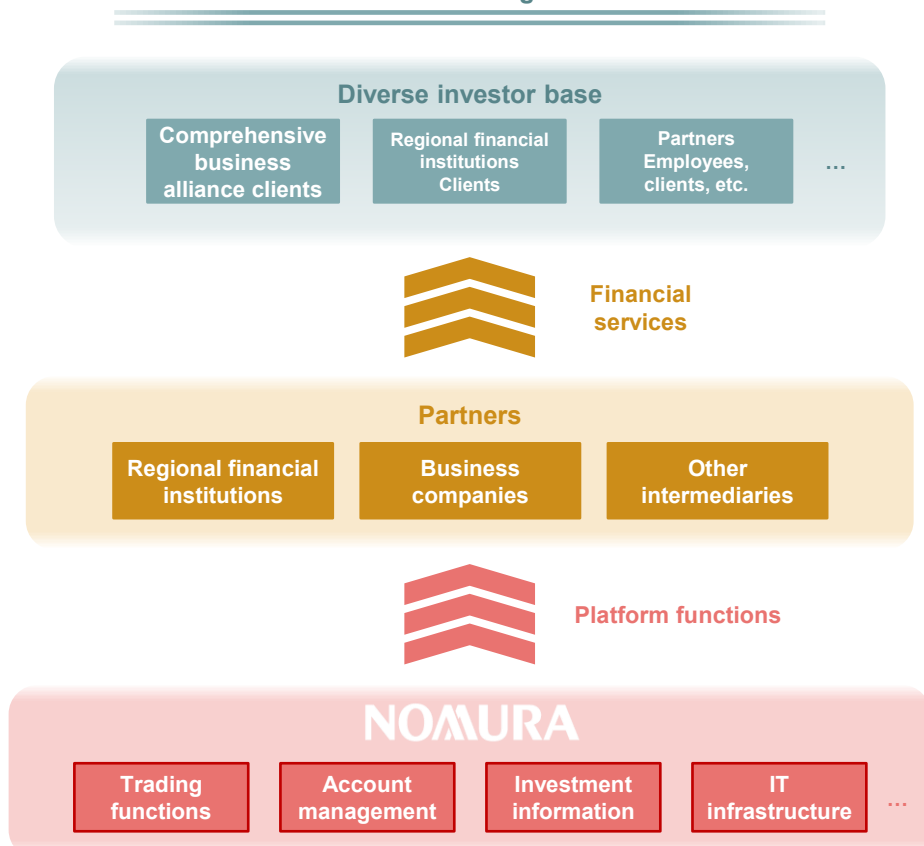 Diverse investor base
Comprehensive
business
alliance clients
Regional financial
institutions
Clients
Partners
Employees,
clients, etc.
...
Financial
services
Partners
Regional financial
institutions
Business
companies
Other
intermediaries
Platform functions
NOMURA
Trading
functions
Account
management
Investment
information
IT
infrastructure
...